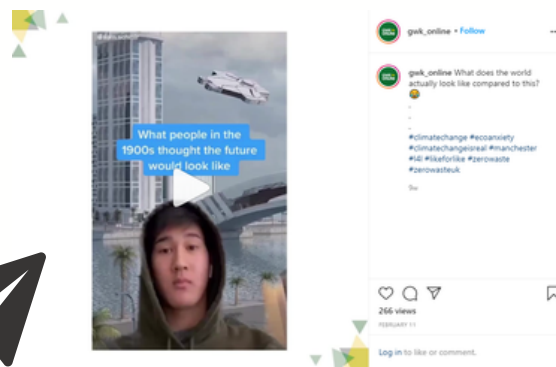 What people in the
1900s thought the future
would look like
gwk_online • Follow
gwk_online What does the world
actually look like compared to this?
😂
.
.
.
#climatechange #ecoanxiety
#climatechangeisreal #manchester
#l4l #likeforlike #zerowaste
#zerowasteuk
9w
266 views
FEBRUARY 11
Log in to like or comment.